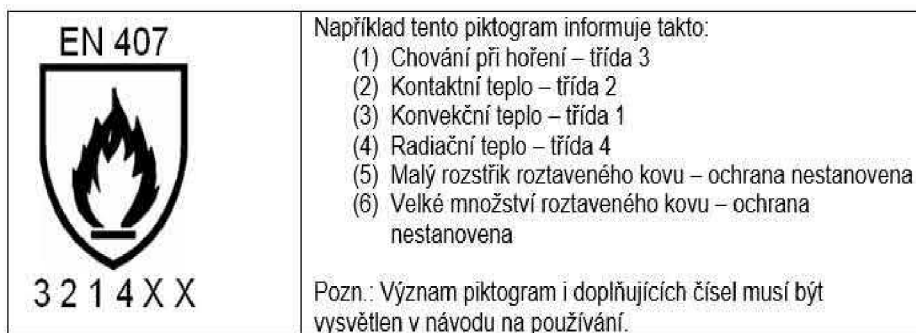 EN 407
3 2 1 4 X X
Například tento piktogram informuje takto:
(1) Chování při hoření – třída 3
(2) Kontaktní teplo – třída 2
(3) Konvekční teplo – třída 1
(4) Radiační teplo – třída 4
(5) Malý rozstřik roztaveného kovu – ochrana nestanovena
(6) Velké množství roztaveného kovu – ochrana
nestanovena
Pozn.: Význam piktogram i doplňujících čísel musí být
vysvětlen v návodu na používání.